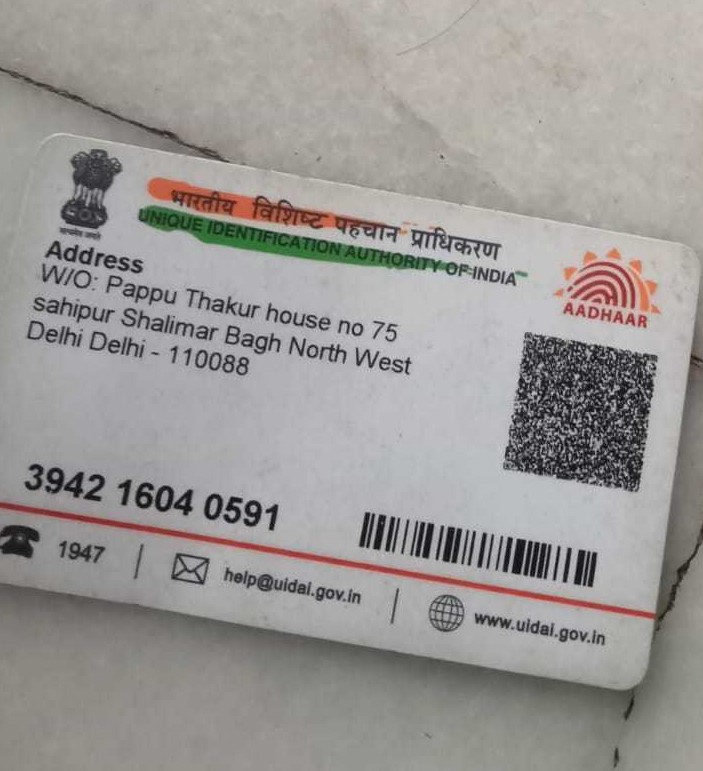 भारतीय विशिष्ट पहचान प्राधिकरण
UNIQUE IDENTIFICATION AUTHORITY OF INDIA
AADHAAR
Address
W/O: Pappu Thakur house no 75
sahipur Shalimar Bagh North West
Delhi Delhi - 110088
3942 1604 0591
1947
help@uidai.gov.in
www.uidai.gov.in